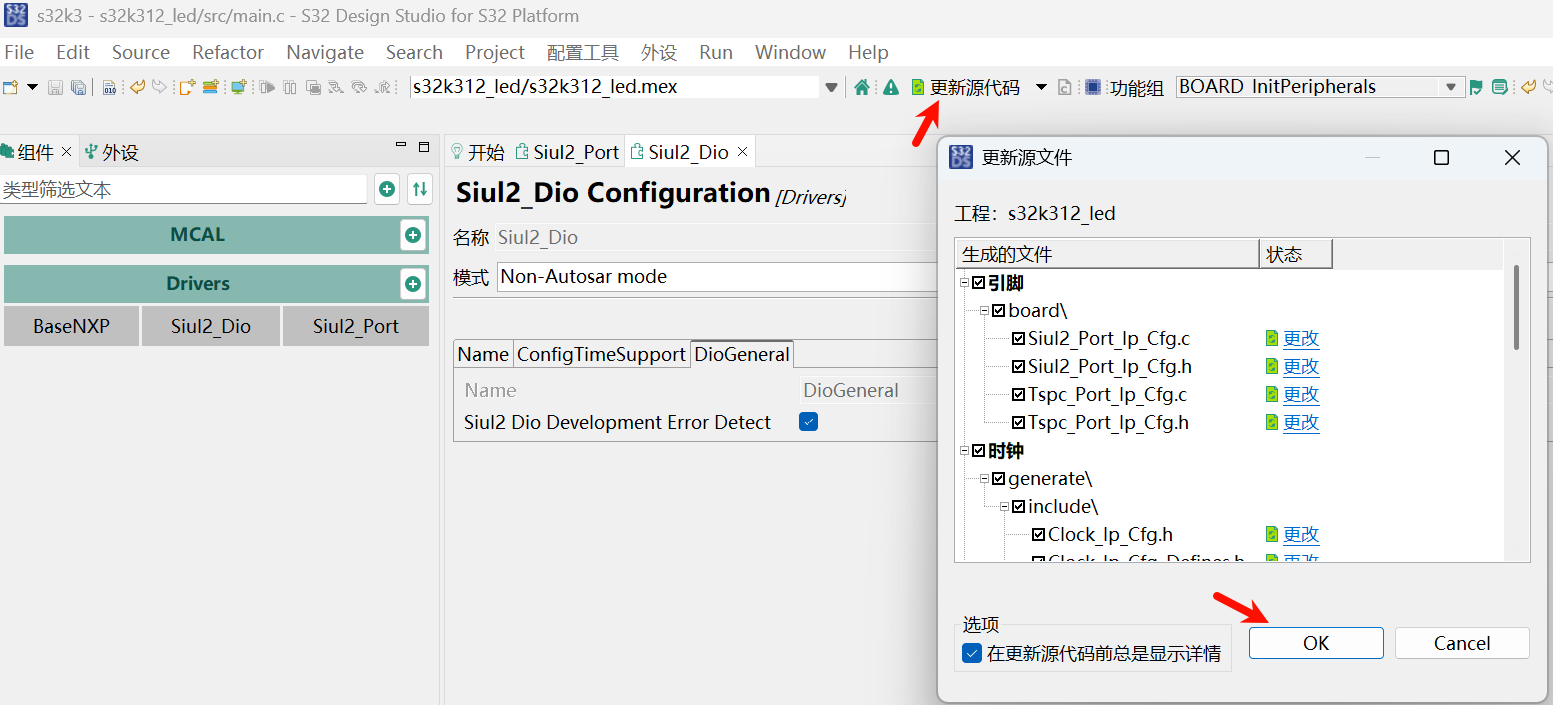 s32k3 - s32k312_led/src/main.c - S32 Design Studio for S32 Platform
File Edit Source Refactor Navigate Search Project 配置工具 外设 Run Window Help
s32k312_led/s32k312_led.mex 更新源代码 功能组 BOARD_InitPeripherals
组件 外设
类型筛选文本
MCAL
Drivers
BaseNXP Siul2_Dio Siul2_Port
开始 Siul2_Port Siul2_Dio
Siul2_Dio Configuration [Drivers]
名称 Siul2_Dio
模式 Non-Autosar mode
Name ConfigTimeSupport DioGeneral
Name DioGeneral
Siul2 Dio Development Error Detect
S32 DS 更新源文件
工程：s32k312_led
生成的文件 状态
引脚
board\
Siul2_Port_Ip_Cfg.c 更改
Siul2_Port_Ip_Cfg.h 更改
Tspc_Port_Ip_Cfg.c 更改
Tspc_Port_Ip_Cfg.h 更改
时钟
generate\
include\
Clock_Ip_Cfg.h 更改
Clock_Ip_Cfg_Defines.h 更改
选项
在更新源代码前总是显示详情
OK Cancel